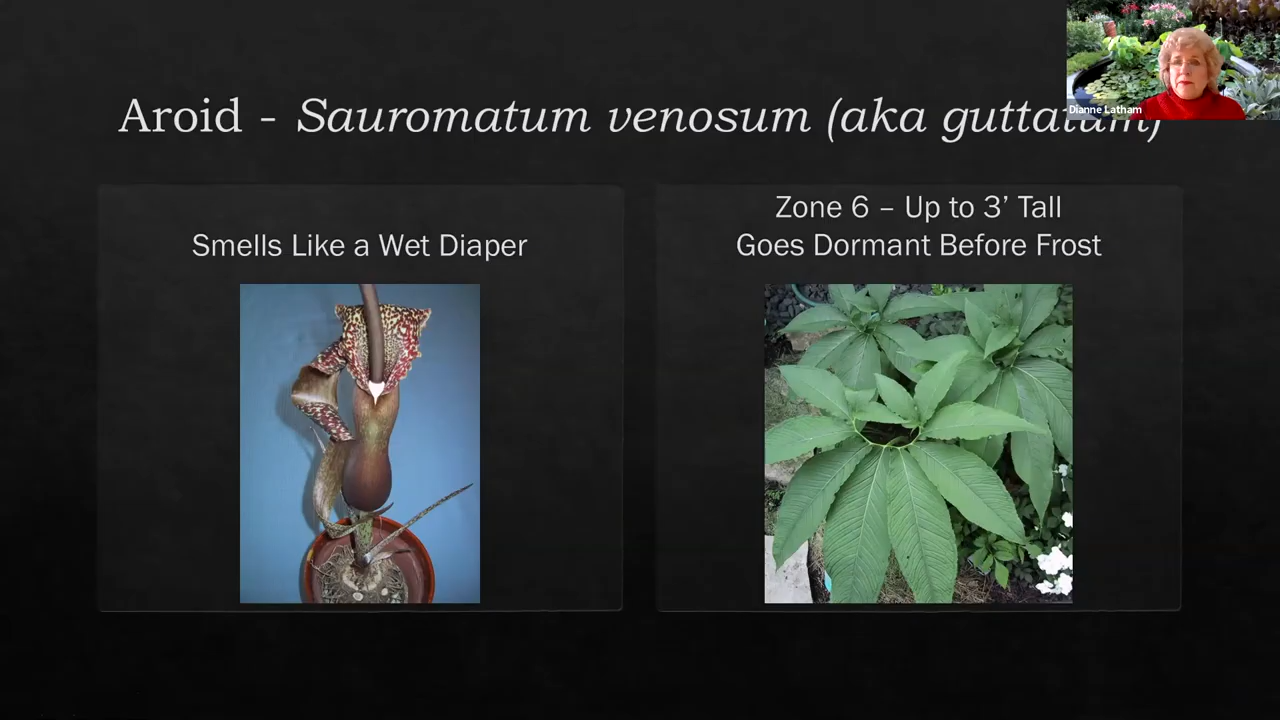 Dianne Latham
Aroid - Sauromatum venosum (aka guttatum)
Smells Like a Wet Diaper
Zone 6 – Up to 3’ Tall
Goes Dormant Before Frost